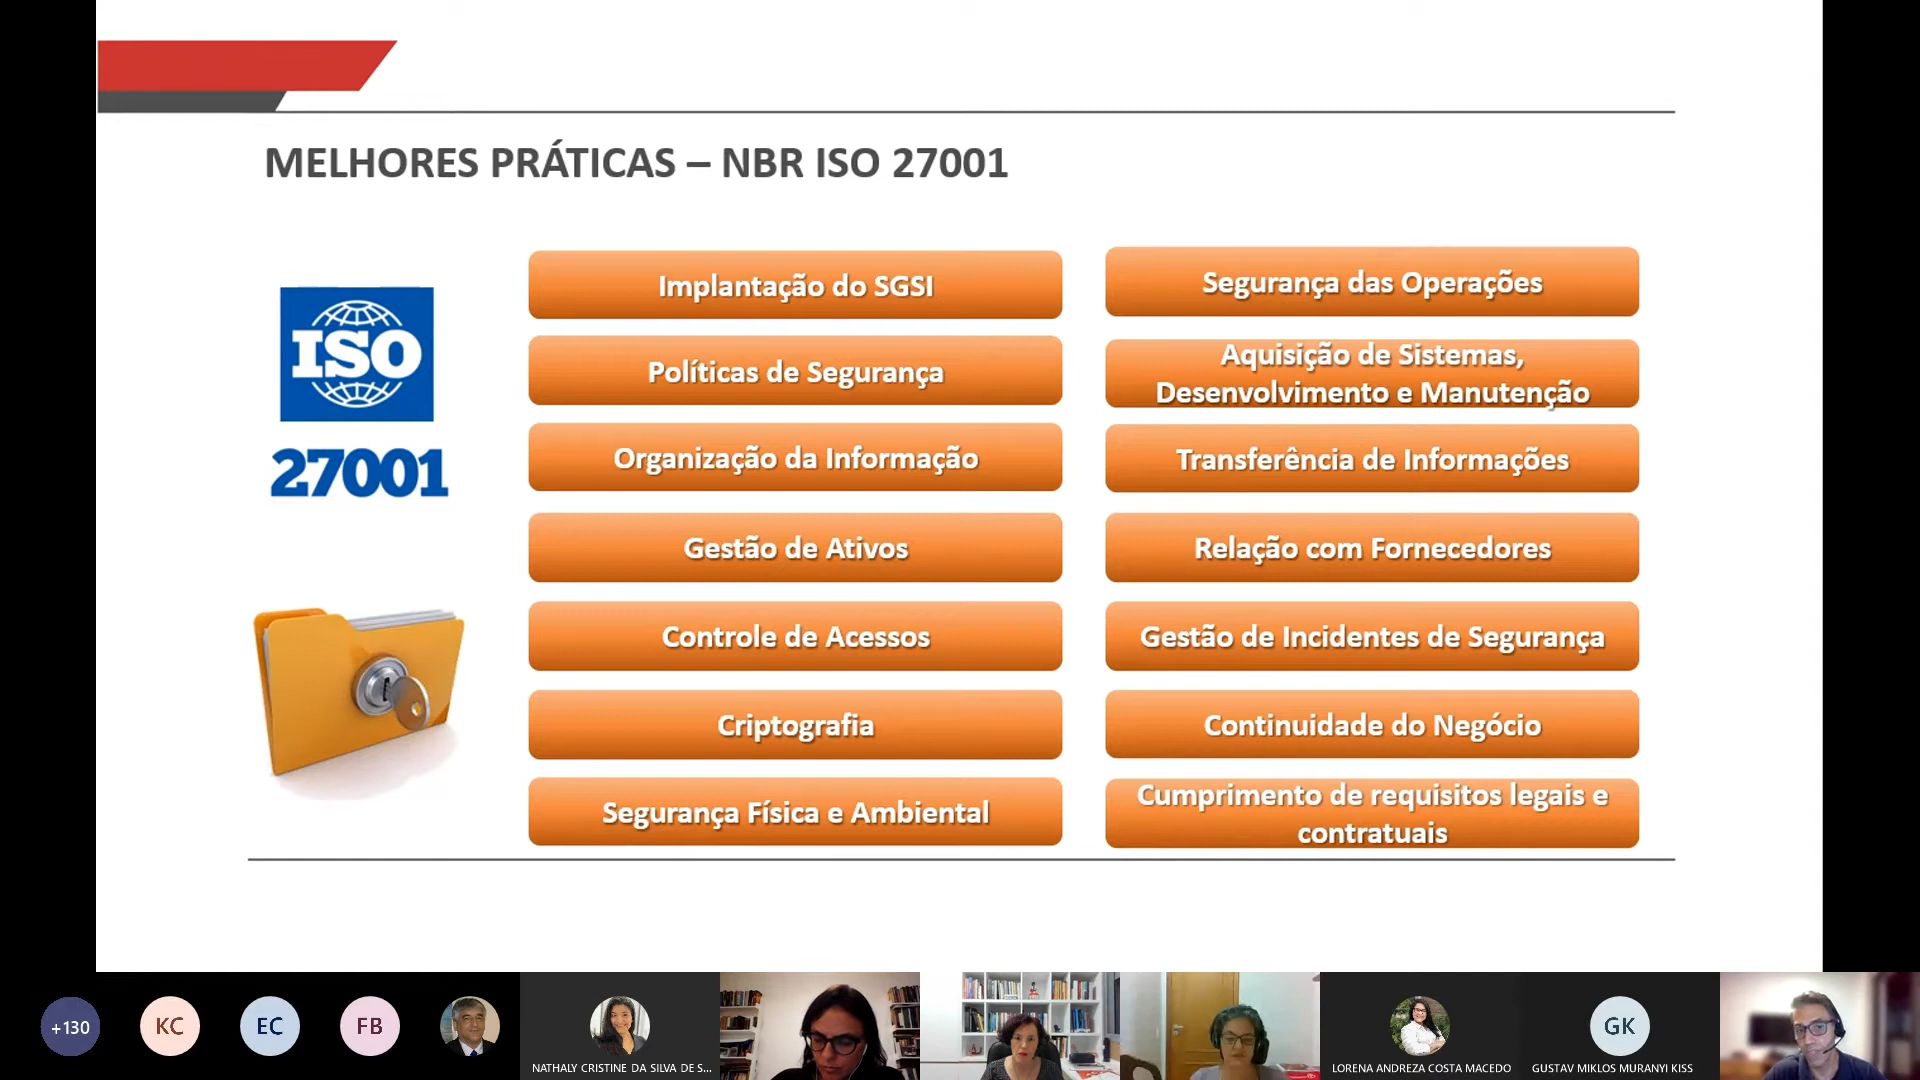 MELHORES PRÁTICAS – NBR ISO 27001
ISO
27001
Implantação do SGSI
Políticas de Segurança
Organização da Informação
Gestão de Ativos
Controle de Acessos
Criptografia
Segurança Física e Ambiental
Segurança das Operações
Aquisição de Sistemas,
Desenvolvimento e Manutenção
Transferência de Informações
Relação com Fornecedores
Gestão de Incidentes de Segurança
Continuidade do Negócio
Cumprimento de requisitos legais e
contratuais
+130
KC
EC
FB
NATHALY CRISTINE DA SILVA DE S...
LORENA ANDREZA COSTA MACEDO
GK
GUSTAV MIKLOS MURANYI KISS